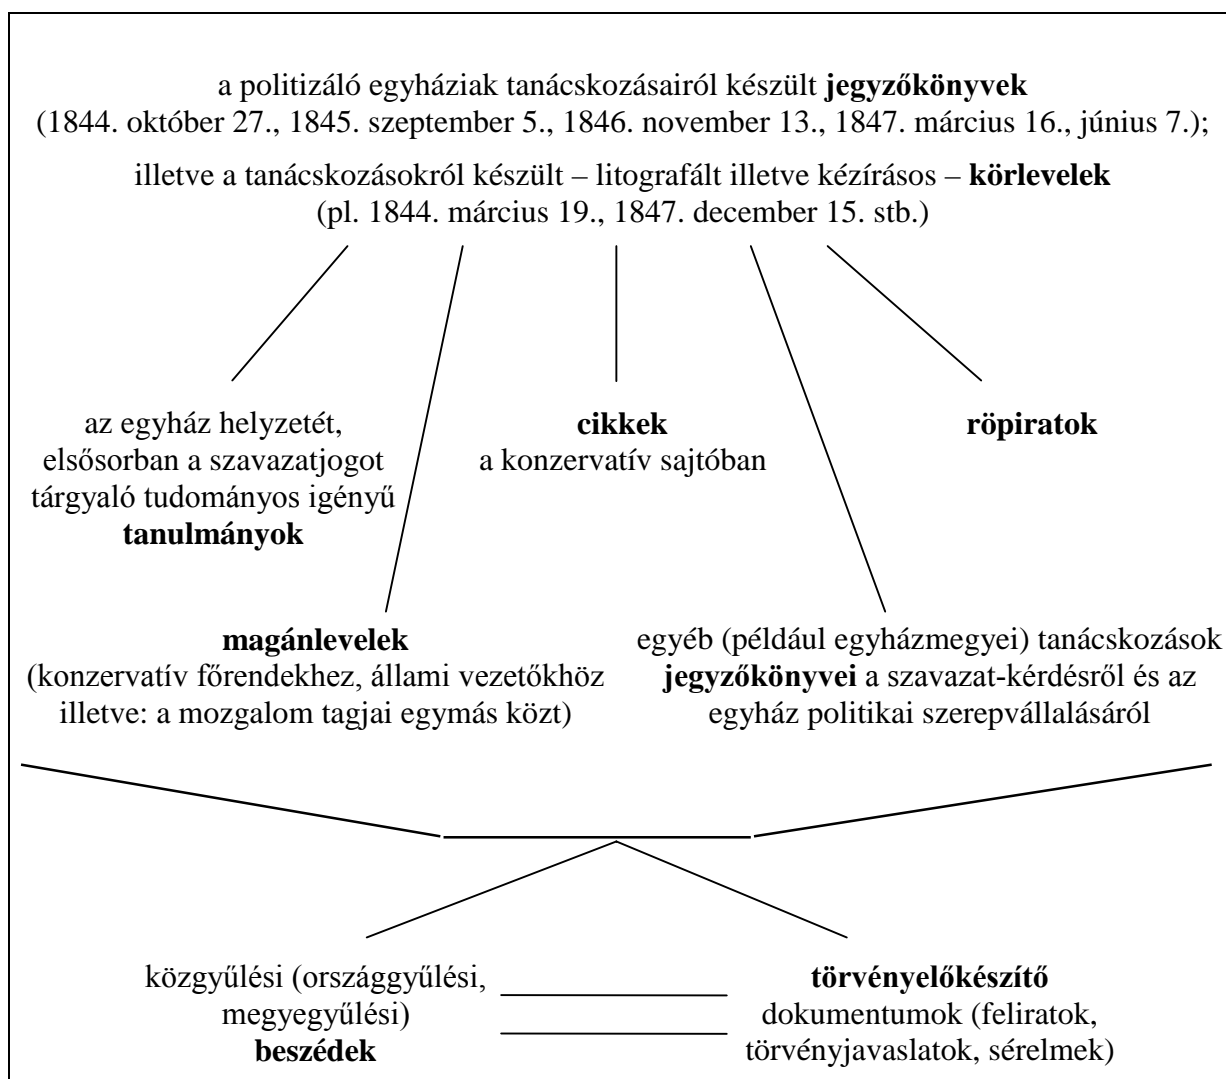 a politizáló egyháziak tanácskozásairól készült jegyzőkönyvek
(1844. október 27., 1845. szeptember 5., 1846. november 13., 1847. március 16., június 7.);
illetve a tanácskozásokról készült – litografált illetve kézírásos – körlevelek
(pl. 1844. március 19., 1847. december 15. stb.)
az egyház helyzetét,
elsősorban a szavazatjogot
tárgyaló tudományos igényű
tanulmányok
cikkek
a konzervatív sajtóban
röpiratok
magánlevelek
(konzervatív főrendekhez, állami vezetőkhöz
illetve: a mozgalom tagjai egymás közt)
egyéb (például egyházmegyei) tanácskozások
jegyzőkönyvei a szavazat-kérdésről és az
egyház politikai szerepvállalásáról
közgyűlési (országgyűlési,
megyegyűlési)
beszédek
törvényelőkészítő
dokumentumok (feliratok,
törvényjavaslatok, sérelmek)